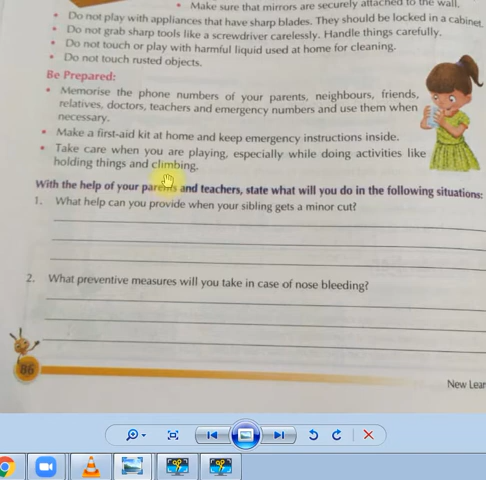 • Make sure that mirrors are securely attached to the wall.
• Do not play with appliances that have sharp blades. They should be locked in a cabinet.
• Do not grab sharp tools like a screwdriver carelessly. Handle things carefully.
• Do not touch or play with harmful liquid used at home for cleaning.
• Do not touch rusted objects.
Be Prepared:
• Memorise the phone numbers of your parents, neighbours, friends,
relatives, doctors, teachers and emergency numbers and use them when
necessary.
• Make a first-aid kit at home and keep emergency instructions inside.
• Take care when you are playing, especially while doing activities like
holding things and climbing.
With the help of your parents and teachers, state what will you do in the following situations:
1. What help can you provide when your sibling gets a minor cut?
2. What preventive measures will you take in case of nose bleeding?
86
New Lear